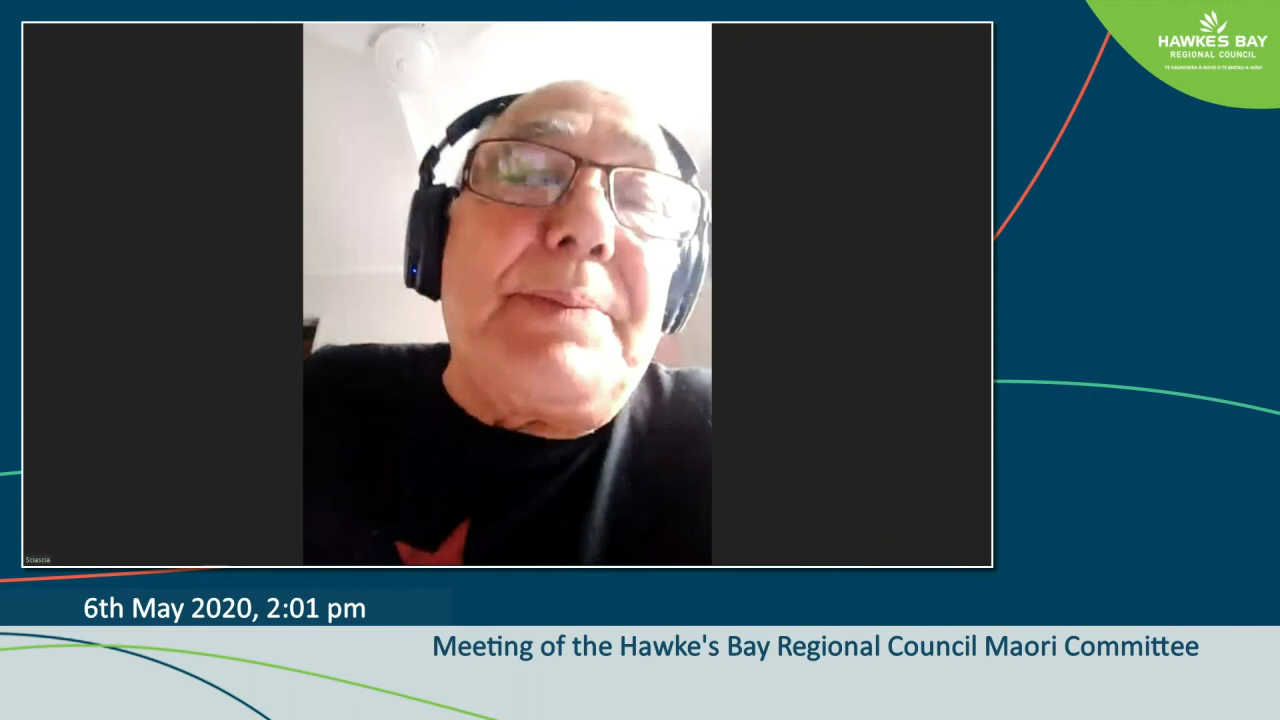 HAWKE'S BAY
REGIONAL COUNCIL
Sciascia
6th May 2020, 2:01 pm
Meeting of the Hawke's Bay Regional Council Maori Committee